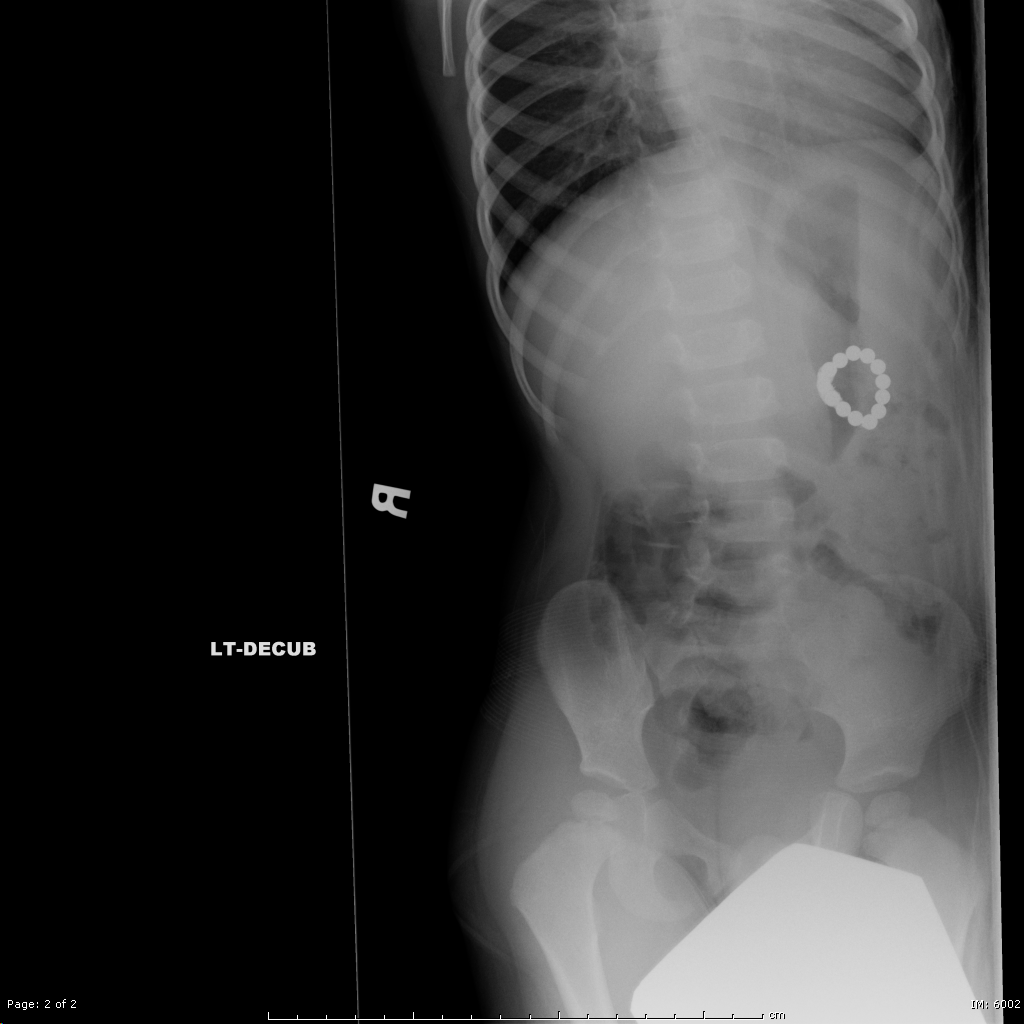 R
LT-DECUB
Page: 2 of 2
cm
IM: 6002